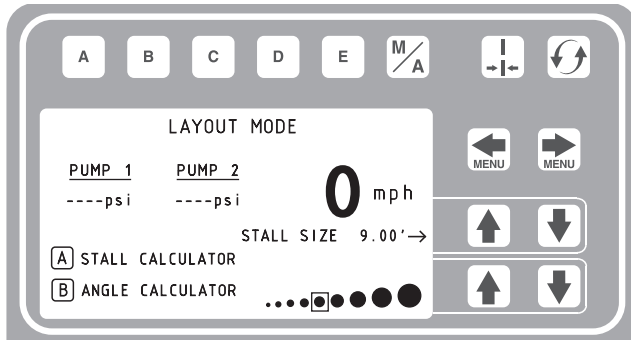 A B C D E M/A
LAYOUT MODE
MENU MENU
PUMP 1 PUMP 2
0 mph
----psi ----psi
STALL SIZE 9.00'→
A STALL CALCULATOR
B ANGLE CALCULATOR